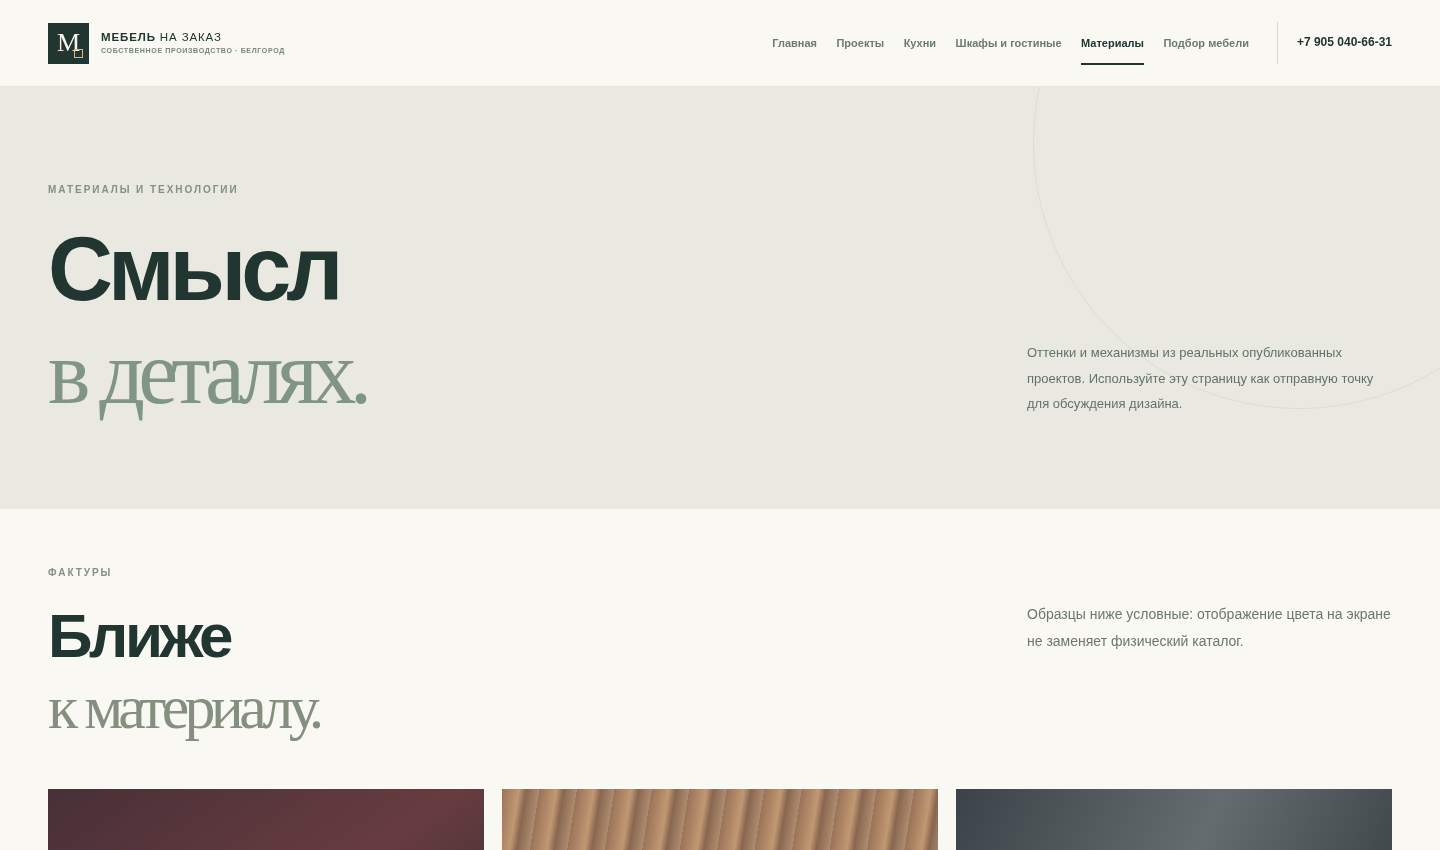 М
МЕБЕЛЬ НА ЗАКАЗ
СОБСТВЕННОЕ ПРОИЗВОДСТВО · БЕЛГОРОД
Главная
Проекты
Кухни
Шкафы и гостиные
Материалы
Подбор мебели
+7 905 040-66-31
МАТЕРИАЛЫ И ТЕХНОЛОГИИ
Смысл
в деталях.
Оттенки и механизмы из реальных опубликованных
проектов. Используйте эту страницу как отправную точку
для обсуждения дизайна.
ФАКТУРЫ
Ближе
к материалу.
Образцы ниже условные: отображение цвета на экране
не заменяет физический каталог.